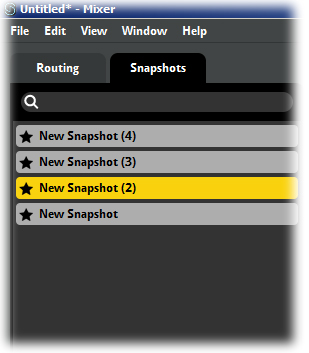 Untitled* - Mixer
File Edit View Window Help
Routing Snapshots
New Snapshot (4)
New Snapshot (3)
New Snapshot (2)
New Snapshot